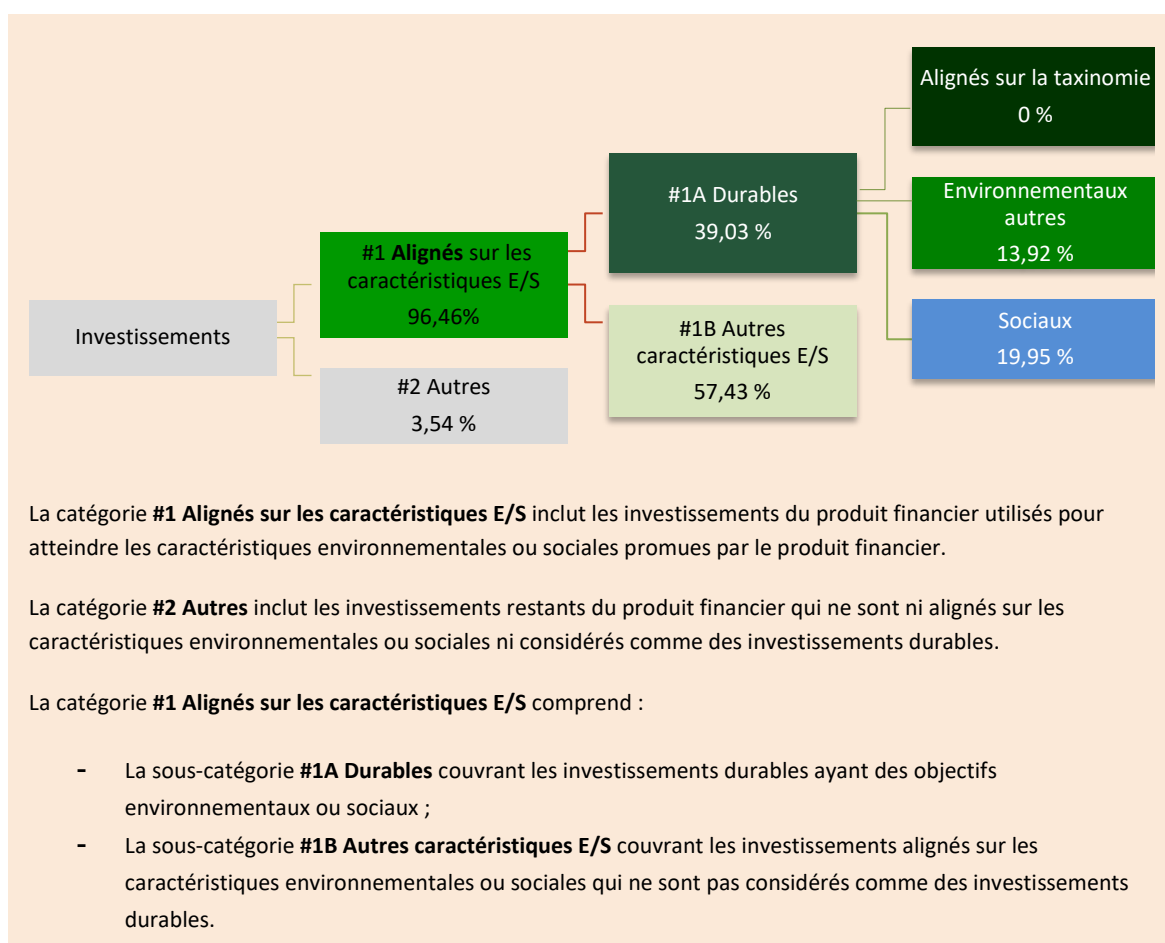 Investissements
#1 Alignés sur les
caractéristiques E/S
96,46%
#2 Autres
3,54 %
#1A Durables
39,03 %
#1B Autres
caractéristiques E/S
57,43 %
Alignés sur la taxinomie
0 %
Environnementaux
autres
13,92 %
Sociaux
19,95 %
La catégorie #1 Alignés sur les caractéristiques E/S inclut les investissements du produit financier utilisés pour
atteindre les caractéristiques environnementales ou sociales promues par le produit financier.
La catégorie #2 Autres inclut les investissements restants du produit financier qui ne sont ni alignés sur les
caractéristiques environnementales ou sociales ni considérés comme des investissements durables.
La catégorie #1 Alignés sur les caractéristiques E/S comprend :
- La sous-catégorie #1A Durables couvrant les investissements durables ayant des objectifs
environnementaux ou sociaux ;
- La sous-catégorie #1B Autres caractéristiques E/S couvrant les investissements alignés sur les
caractéristiques environnementales ou sociales qui ne sont pas considérés comme des investissements
durables.